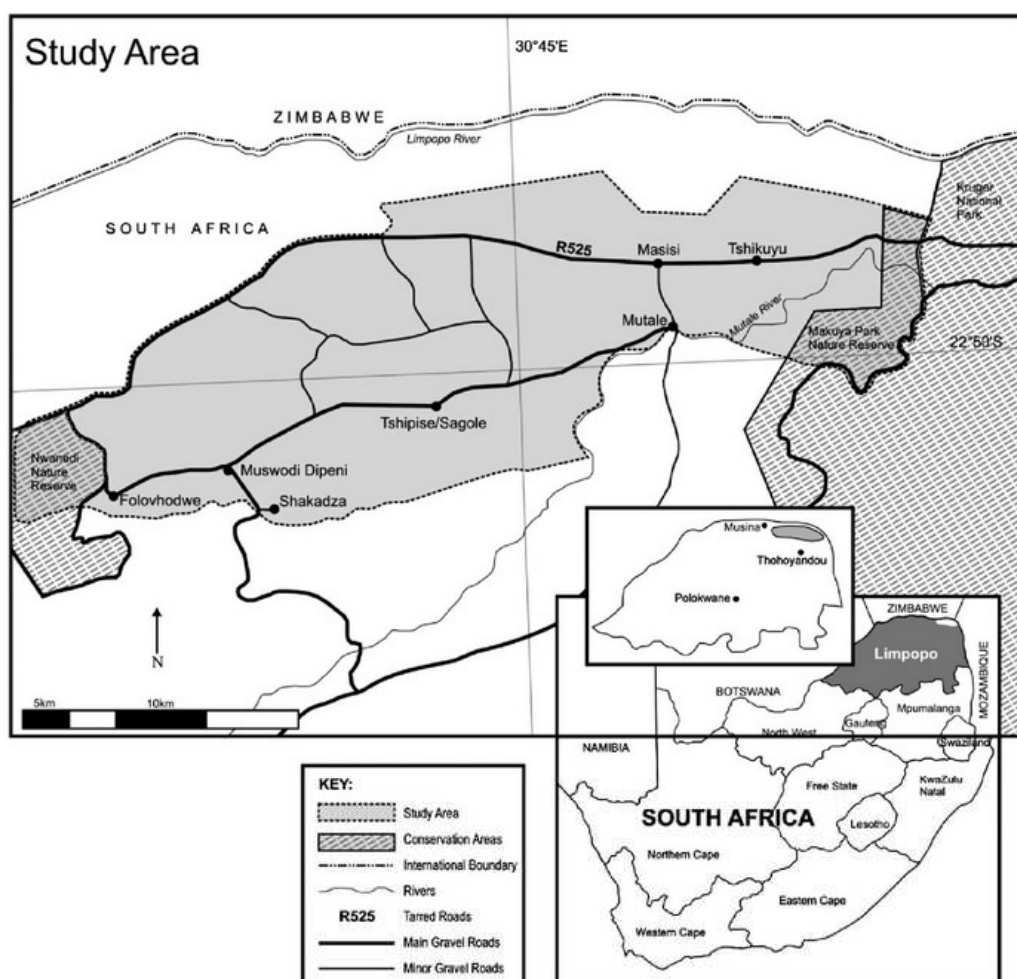 Study Area
30°45'E
ZIMBABWE
Limpopo River
Kruger
National
Park
SOUTH AFRICA
R525
Masisi
Tshikuyu
Mutale
Mutale River
Makuya Park
Nature Reserve
22°50'S
Tshipise/Sagole
Nwanedi
Nature
Reserve
Muswodi Dipeni
Folovhodwe
Shakadza
N
5km
10km
Musina
Thohoyandou
Polokwane
ZIMBABWE
Limpopo
MOZAMBIQUE
BOTSWANA
Mpumalanga
Gauteng
North West
Swaziland
NAMIBIA
Free State
KwaZulu
Natal
SOUTH AFRICA
Lesotho
Northern Cape
Eastern Cape
Western Cape
KEY:
Study Area
Conservation Areas
International Boundary
Rivers
R525 Tarred Roads
Main Gravel Roads
Minor Gravel Roads